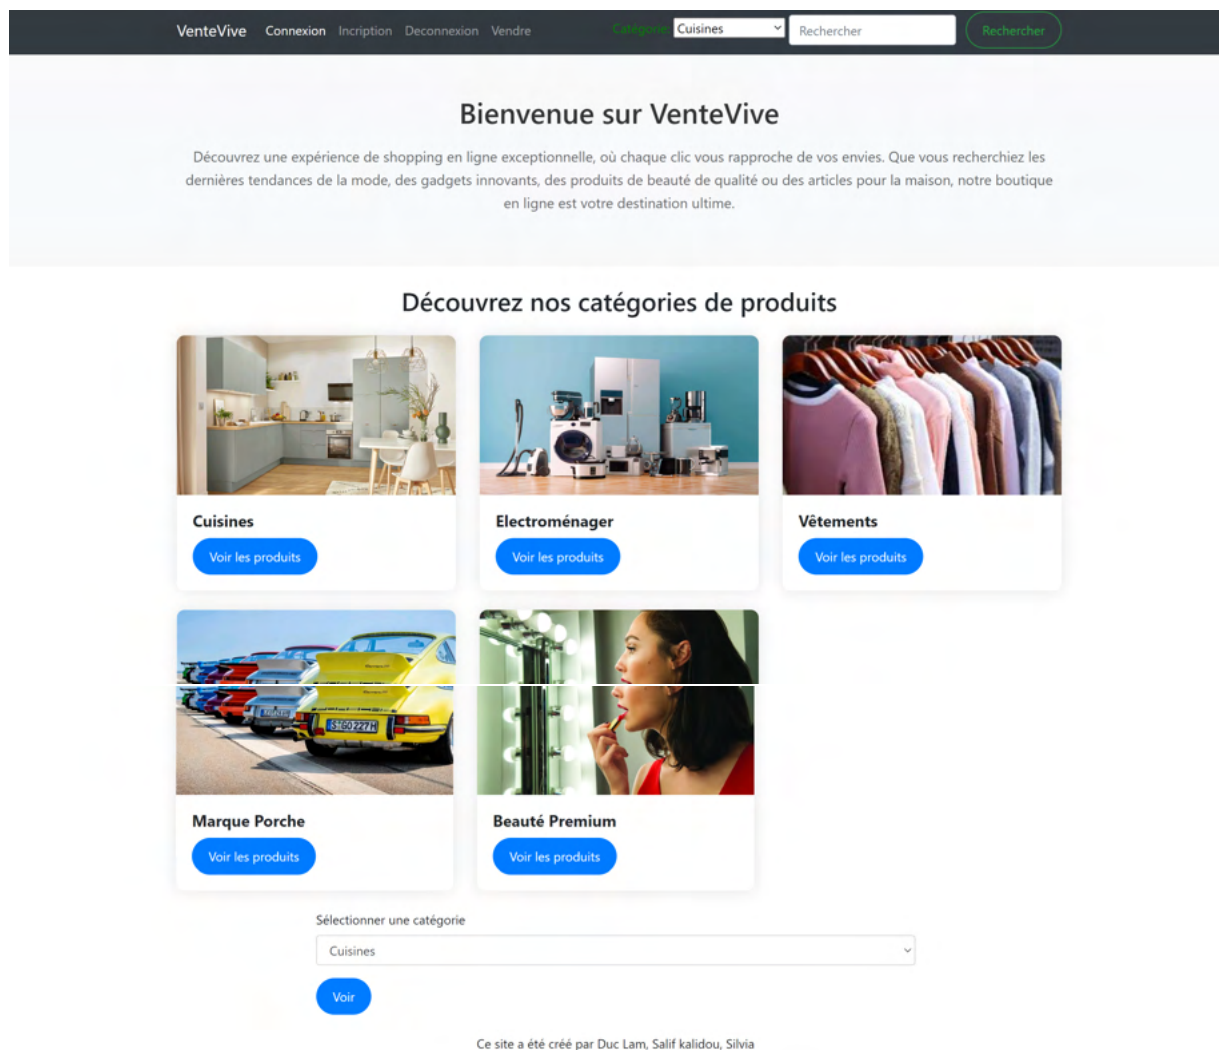 VenteVive Connexion Incription Deconnexion Vendre Catégorie: Cuisines Rechercher Rechercher
Bienvenue sur VenteVive
Découvrez une expérience de shopping en ligne exceptionnelle, où chaque clic vous rapproche de vos envies. Que vous recherchiez les
dernières tendances de la mode, des gadgets innovants, des produits de beauté de qualité ou des articles pour la maison, notre boutique
en ligne est votre destination ultime.
Découvrez nos catégories de produits
Cuisines
Voir les produits
Electroménager
Voir les produits
Vêtements
Voir les produits
S:GO 227H
Marque Porche
Voir les produits
Beauté Premium
Voir les produits
Sélectionner une catégorie
Cuisines
Voir
Ce site a été créé par Duc Lam, Salif kalidou, Silvia